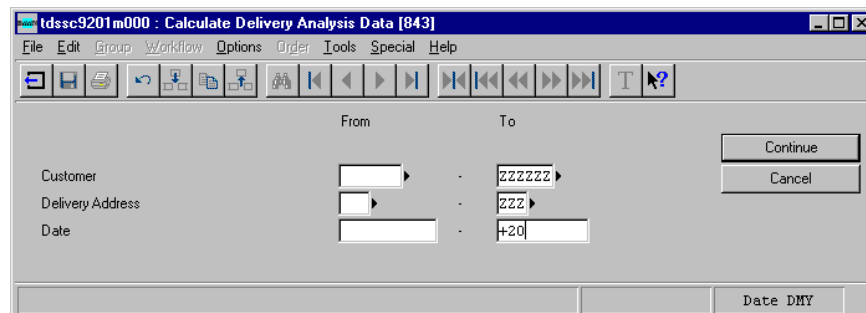 tdssc9201m000 : Calculate Delivery Analysis Data [843]
File Edit Group Workflow Options Order Tools Special Help
T ?
From To
Continue
Customer - ZZZZZZ
Cancel
Delivery Address - ZZZ
Date - +20
Date DMY